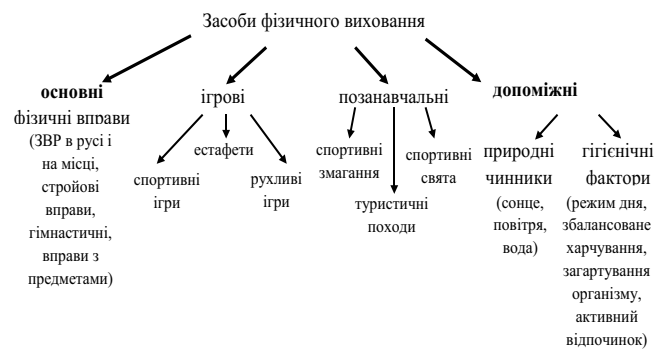 Засоби фізичного виховання
основні
фізичні вправи
(ЗВР в русі і
на місці,
стройові
вправи,
гімнастичні,
вправи з
предметами)
ігрові
естафети
спортивні
ігри
рухливі
ігри
позанавчальні
спортивні
змагання
туристичні
походи
спортивні
свята
допоміжні
природні
чинники
(сонце,
повітря,
вода)
гігієнічні
фактори
(режим дня,
збалансоване
харчування,
загартування
організму,
активний
відпочинок)